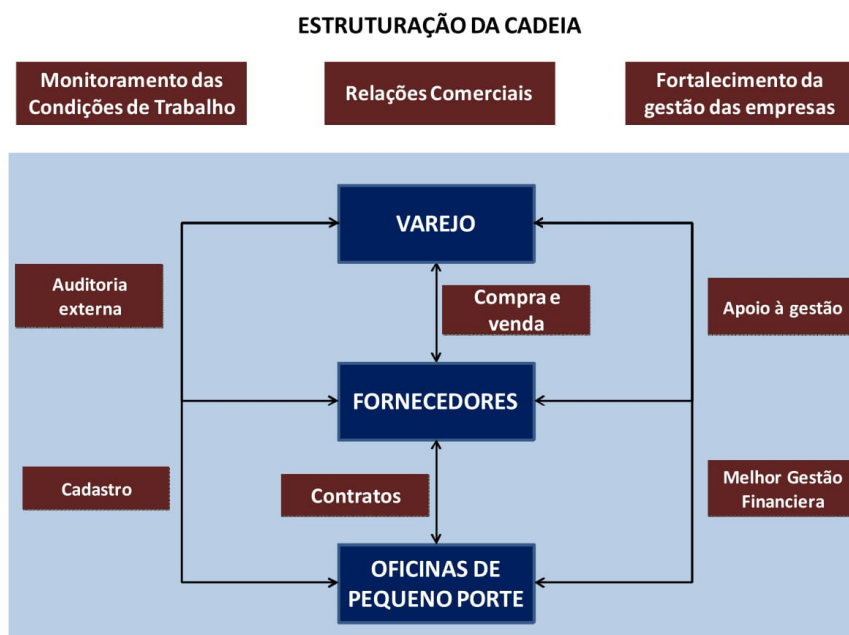 ESTRUTURAÇÃO DA CADEIA
Monitoramento das
Condições de Trabalho
Relações Comerciais
Fortalecimento da
gestão das empresas
VAREJO
Auditoria
externa
Compra e
venda
Apoio à gestão
FORNECEDORES
Cadastro
Contratos
Melhor Gestão
Financiera
OFICINAS DE
PEQUENO PORTE